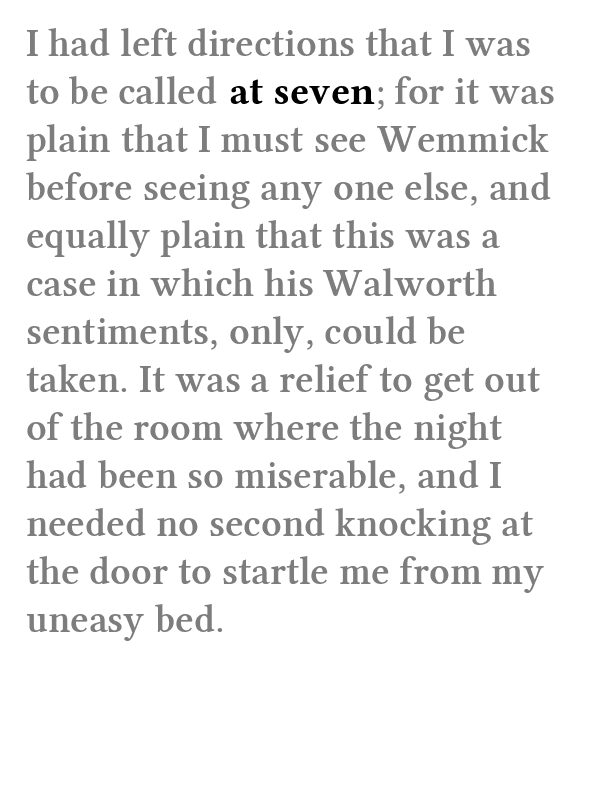 I had left directions that I was
to be called at seven; for it was
plain that I must see Wemmick
before seeing any one else, and
equally plain that this was a
case in which his Walworth
sentiments, only, could be
taken. It was a relief to get out
of the room where the night
had been so miserable, and I
needed no second knocking at
the door to startle me from my
uneasy bed.